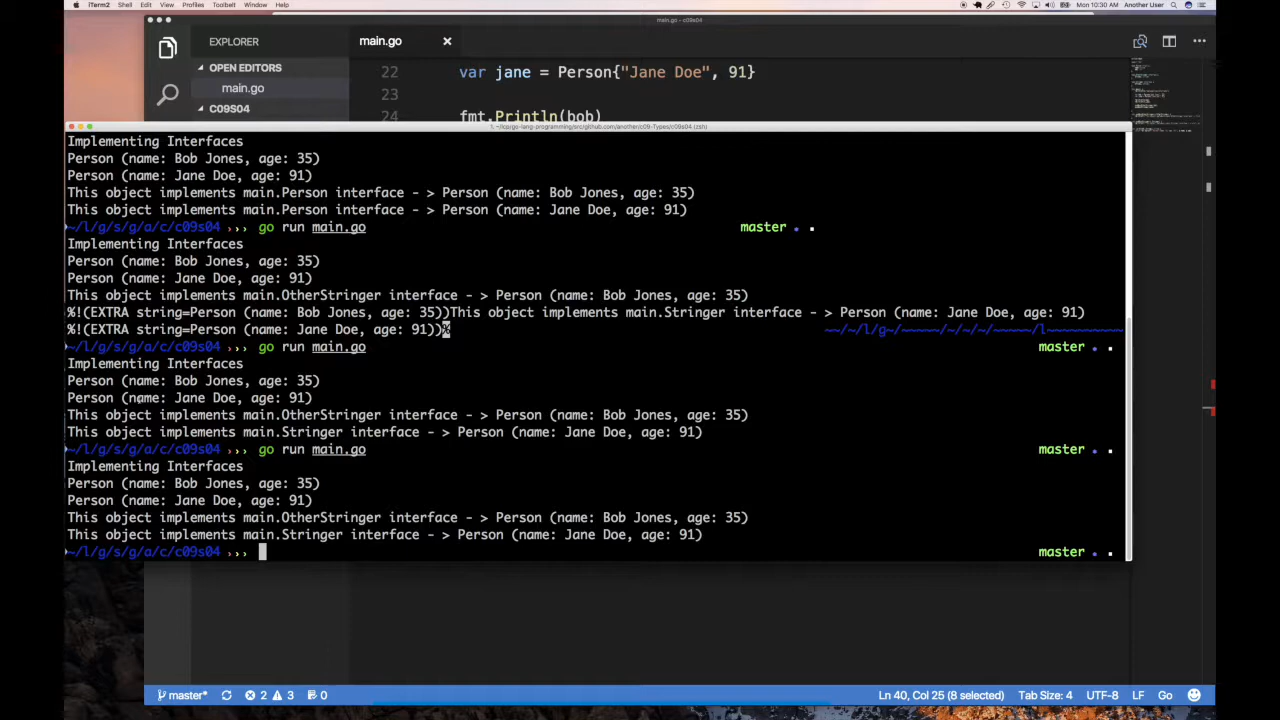 iTerm2 Shell Edit View Profiles Toolbelt Window Help Mon 10:30 AM Another User
main.go - c09s04
EXPLORER main.go
OPEN EDITORS
main.go
C09S04
22 var jane = Person{"Jane Doe", 91}
23
24 fmt.Println(bob)
Implementing Interfaces
Person (name: Bob Jones, age: 35)
Person (name: Jane Doe, age: 91)
This object implements main.Person interface - > Person (name: Bob Jones, age: 35)
This object implements main.Person interface - > Person (name: Jane Doe, age: 91)
~/l/g/s/g/a/c/c09s04 ››› go run main.go master
Implementing Interfaces
Person (name: Bob Jones, age: 35)
Person (name: Jane Doe, age: 91)
This object implements main.OtherStringer interface - > Person (name: Bob Jones, age: 35)
%!(EXTRA string=Person (name: Bob Jones, age: 35))This object implements main.Stringer interface - > Person (name: Jane Doe, age: 91)
%!(EXTRA string=Person (name: Jane Doe, age: 91))%
~/l/g/s/g/a/c/c09s04 ››› go run main.go master
Implementing Interfaces
Person (name: Bob Jones, age: 35)
Person (name: Jane Doe, age: 91)
This object implements main.OtherStringer interface - > Person (name: Bob Jones, age: 35)
This object implements main.Stringer interface - > Person (name: Jane Doe, age: 91)
~/l/g/s/g/a/c/c09s04 ››› go run main.go master
Implementing Interfaces
Person (name: Bob Jones, age: 35)
Person (name: Jane Doe, age: 91)
This object implements main.OtherStringer interface - > Person (name: Bob Jones, age: 35)
This object implements main.Stringer interface - > Person (name: Jane Doe, age: 91)
~/l/g/s/g/a/c/c09s04 ››› master
master* 2 3 0 Ln 40, Col 25 (8 selected) Tab Size: 4 UTF-8 LF Go